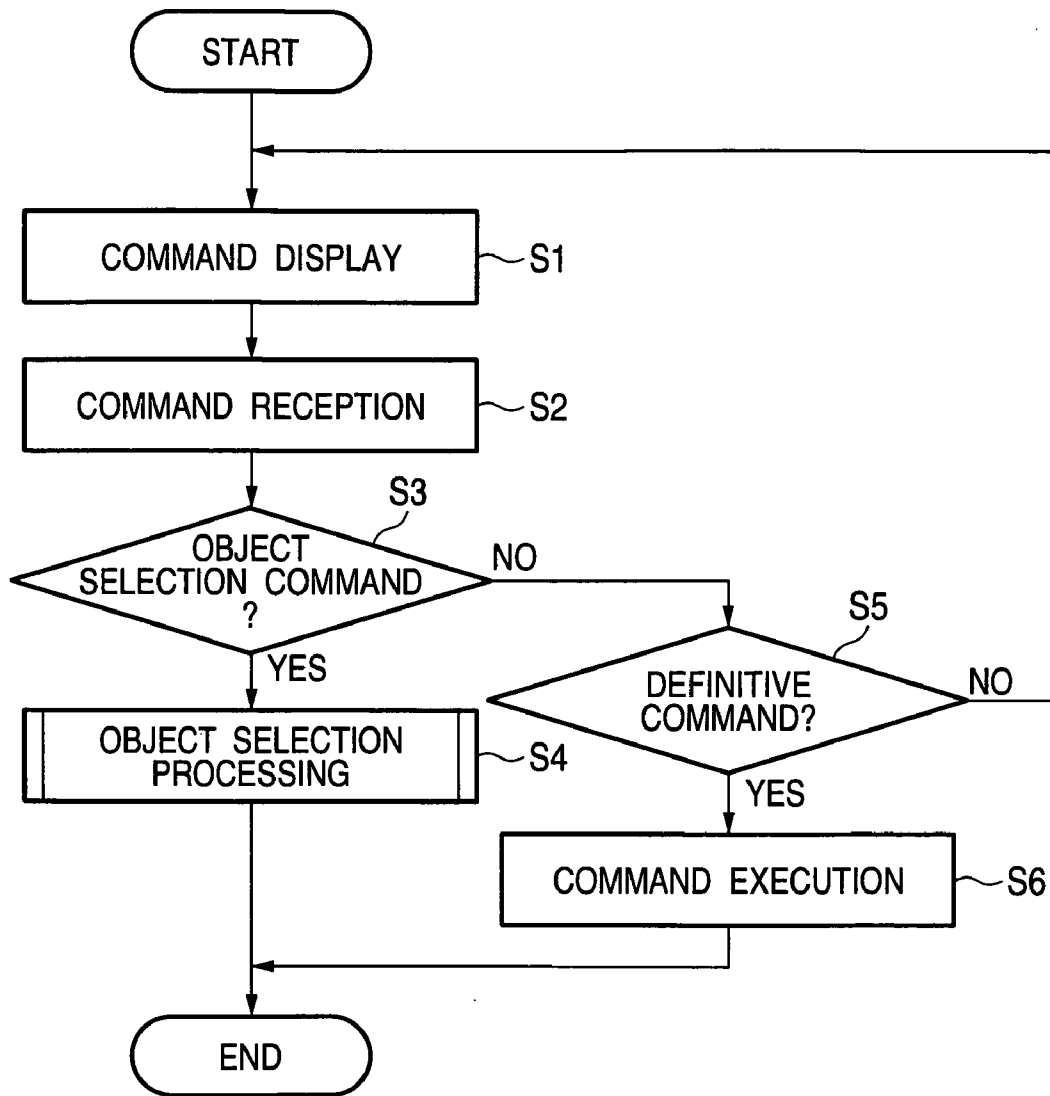 START
COMMAND DISPLAY
S1
COMMAND RECEPTION
S2
S3
OBJECT
SELECTION COMMAND
?
NO
YES
S5
DEFINITIVE
COMMAND?
NO
YES
OBJECT SELECTION
PROCESSING
S4
COMMAND EXECUTION
S6
END